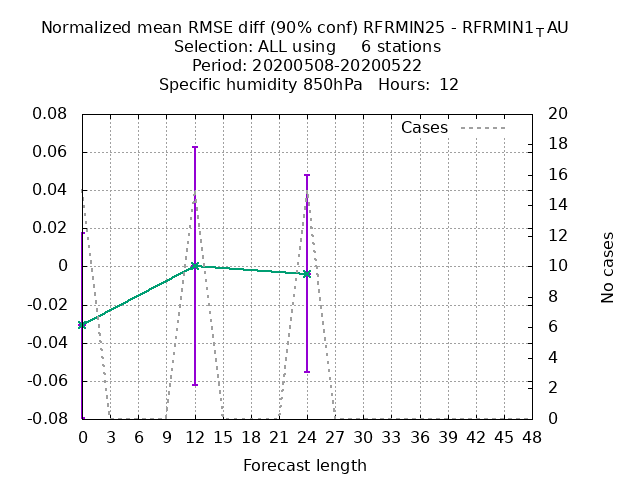 Normalized mean RMSE diff (90% conf) RFRMIN25 - RFRMIN1TAU
Selection: ALL using 6 stations
Period: 20200508-20200522
Specific humidity 850hPa Hours: 12
Cases
0.08
0.06
0.04
0.02
0
-0.02
-0.04
-0.06
-0.08
20
18
16
14
12
10
8
6
4
2
0
No cases
0 3 6 9 12 15 18 21 24 27 30 33 36 39 42 45 48
Forecast length